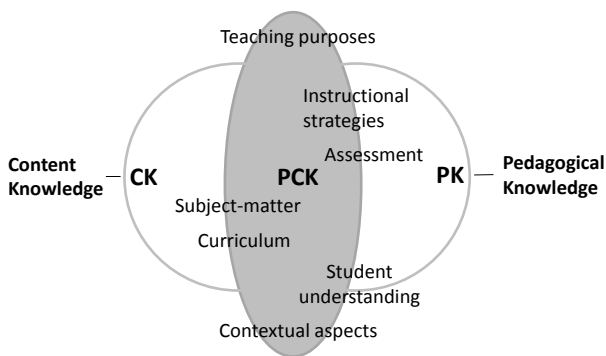 Teaching purposes
Instructional
strategies
Assessment
Content
Knowledge
CK
PCK
PK
Pedagogical
Knowledge
Subject-matter
Curriculum
Student
understanding
Contextual aspects